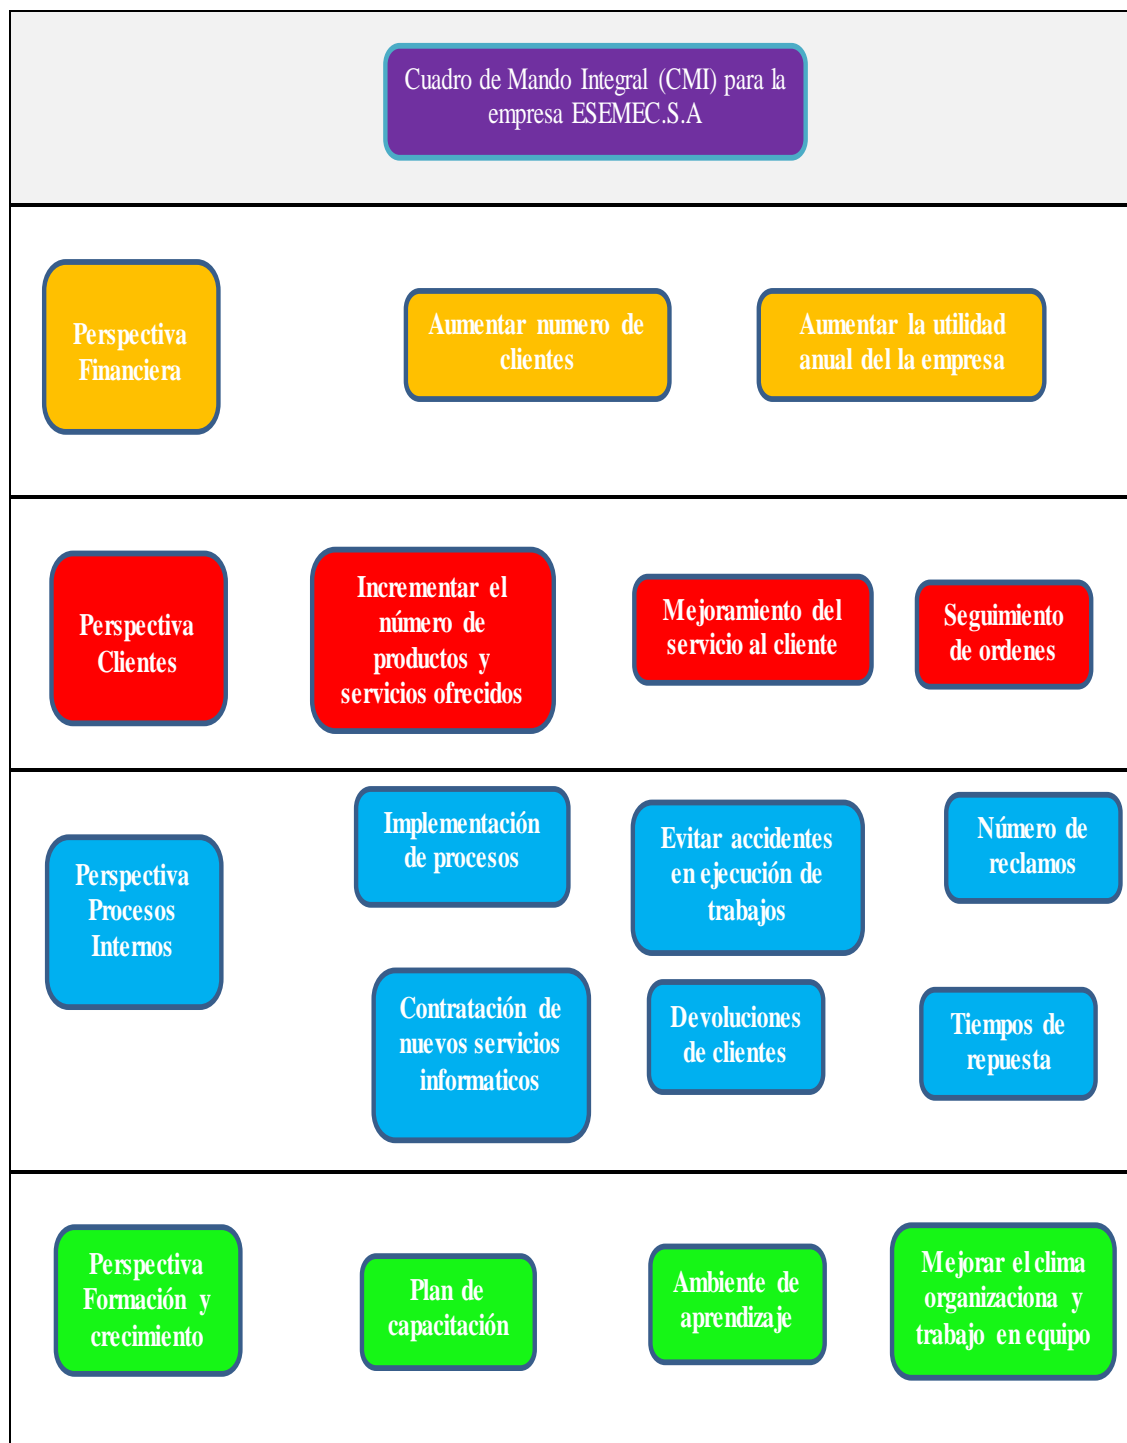 Cuadro de Mando Integral (CMI) para la
empresa ESEMEC.S.A
Perspectiva
Financiera
Aumentar numero de
clientes
Aumentar la utilidad
anual del la empresa
Perspectiva
Clientes
Incrementar el
número de
productos y
servicios ofrecidos
Mejoramiento del
servicio al cliente
Seguimiento
de ordenes
Perspectiva
Procesos
Internos
Implementación
de procesos
Evitar accidentes
en ejecución de
trabajos
Número de
reclamos
Contratación de
nuevos servicios
informaticos
Devoluciones
de clientes
Tiempos de
repuesta
Perspectiva
Formación y
crecimiento
Plan de
capacitación
Ambiente de
aprendizaje
Mejorar el clima
organizaciona y
trabajo en equipo